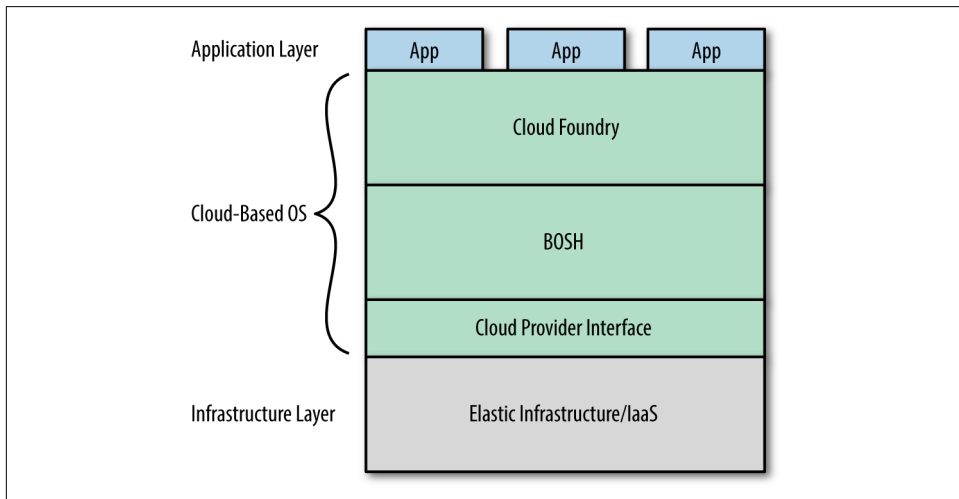 Application Layer
App
App
App
Cloud Foundry
Cloud-Based OS
BOSH
Cloud Provider Interface
Infrastructure Layer
Elastic Infrastructure/IaaS